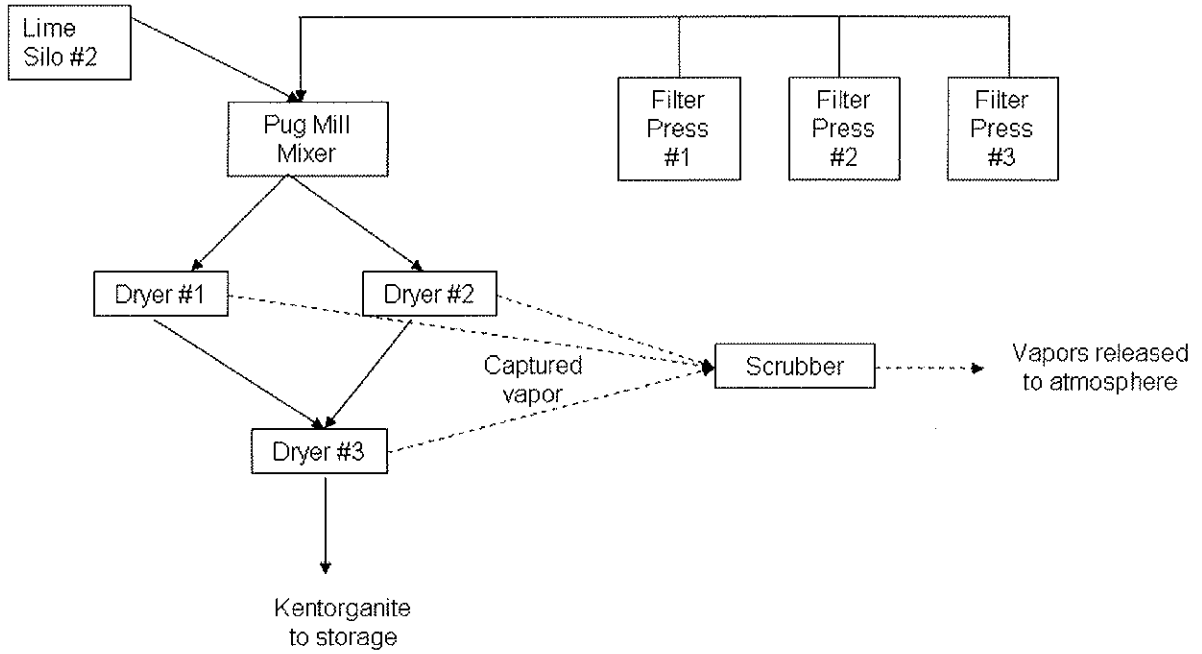 Lime
Silo #2
Filter
Press
#1
Filter
Press
#2
Filter
Press
#3
Pug Mill
Mixer
Dryer #1
Dryer #2
Captured
vapor
Scrubber
Vapors released
to atmosphere
Dryer #3
Kentorganite
to storage